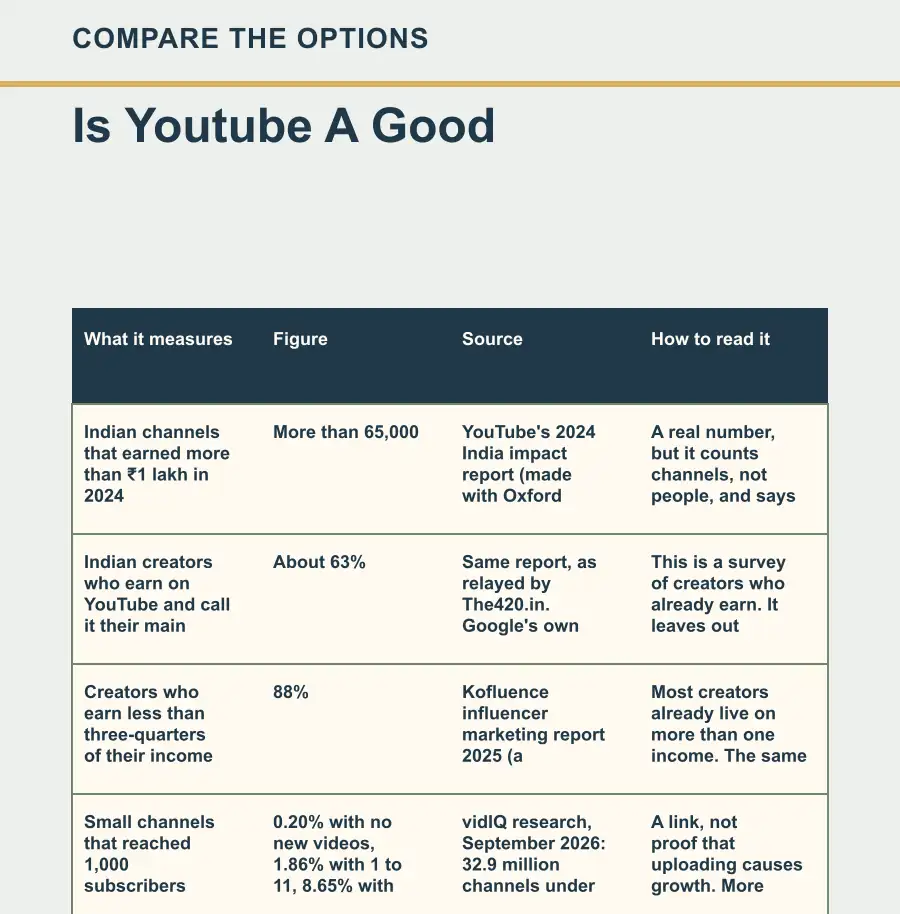 COMPARE THE OPTIONS
Is Youtube A Good
What it measures
Figure
Source
How to read it
Indian channels
that earned more
than ₹1 lakh in
2024
More than 65,000
YouTube's 2024
India impact
report (made
with Oxford
A real number,
but it counts
channels, not
people, and says
Indian creators
who earn on
YouTube and call
it their main
About 63%
Same report, as
relayed by
The420.in.
Google's own
This is a survey
of creators who
already earn. It
leaves out
Creators who
earn less than
three-quarters
of their income
88%
Kofluence
influencer
marketing report
2025 (a
Most creators
already live on
more than one
income. The same
Small channels
that reached
1,000
subscribers
0.20% with no
new videos,
1.86% with 1 to
11, 8.65% with
vidIQ research,
September 2026:
32.9 million
channels under
A link, not
proof that
uploading causes
growth. More